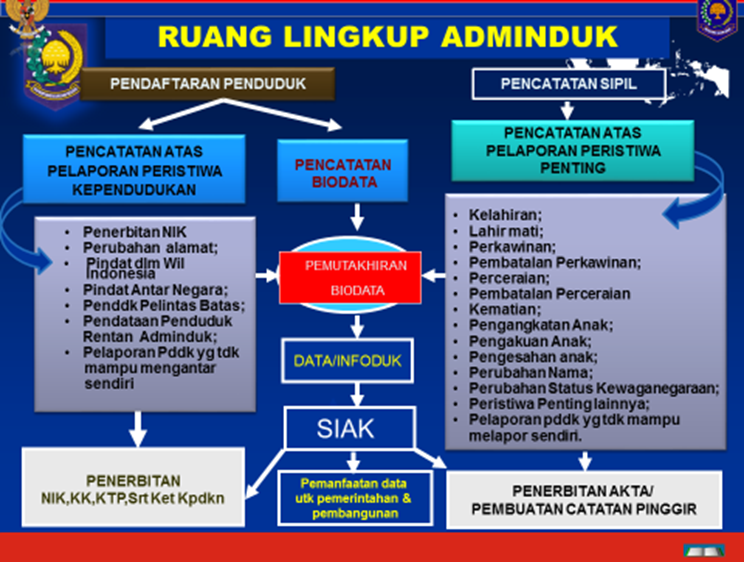 RUANG LINGKUP ADMINDUK
PENDAFTARAN PENDUDUK
PENCATATAN SIPIL
PENCATATAN ATAS
PELAPORAN PERISTIWA
KEPENDUDUKAN
PENCATATAN
BIODATA
PENCATATAN ATAS
PELAPORAN PERISTIWA
PENTING
• Penerbitan NIK
• Perubahan alamat;
• Pindat dlm Wil
Indonesia
• Pindat Antar Negara;
• Penddk Pelintas Batas;
• Pendataan Penduduk
Rentan Adminduk;
• Pelaporan Pddk yg tdk
mampu mengantar
sendiri
PEMUTAKHIRAN
BIODATA
• Kelahiran;
• Lahir mati;
• Perkawinan;
• Pembatalan Perkawinan;
• Perceraian;
• Pembatalan Perceraian
• Kematian;
• Pengangkatan Anak;
• Pengakuan Anak;
• Pengesahan anak;
• Perubahan Nama;
• Perubahan Status Kewaganegaraan;
• Peristiwa Penting lainnya;
• Pelaporan pddk yg tdk mampu
melapor sendiri.
DATA/INFODUK
SIAK
PENERBITAN
NIK,KK,KTP,Srt Ket Kpdkn
Pemanfaatan data
utk pemerintahan &
pembangunan
PENERBITAN AKTA/
PEMBUATAN CATATAN PINGGIR